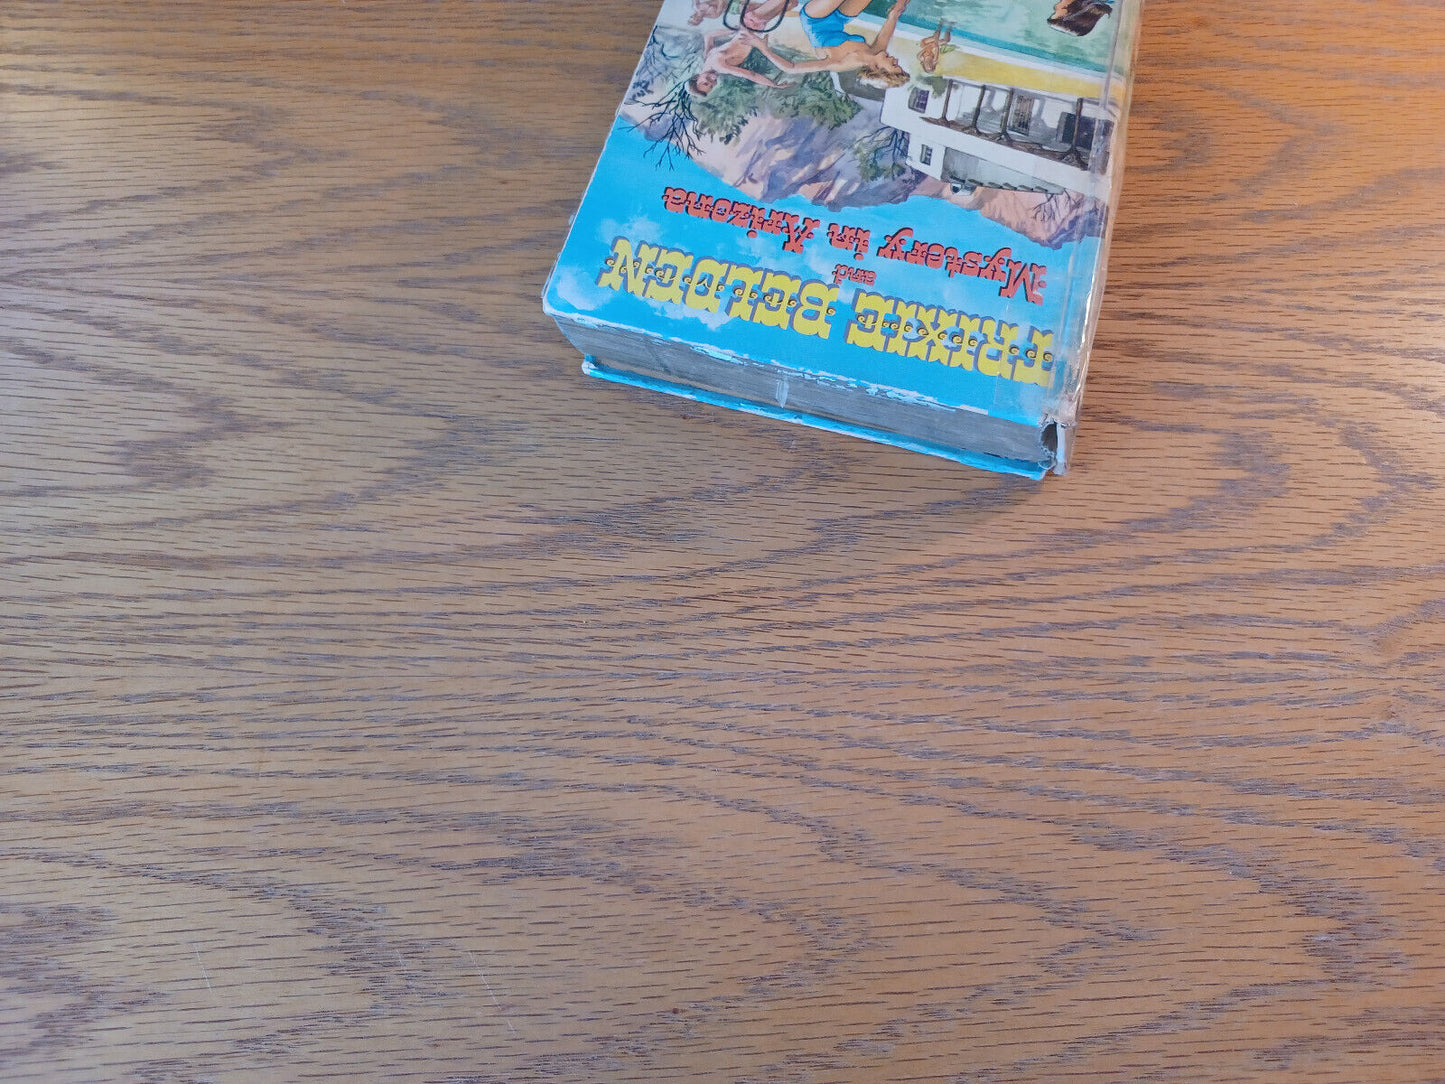 TRIXIE BELDEN
and
Mystery in Arizona